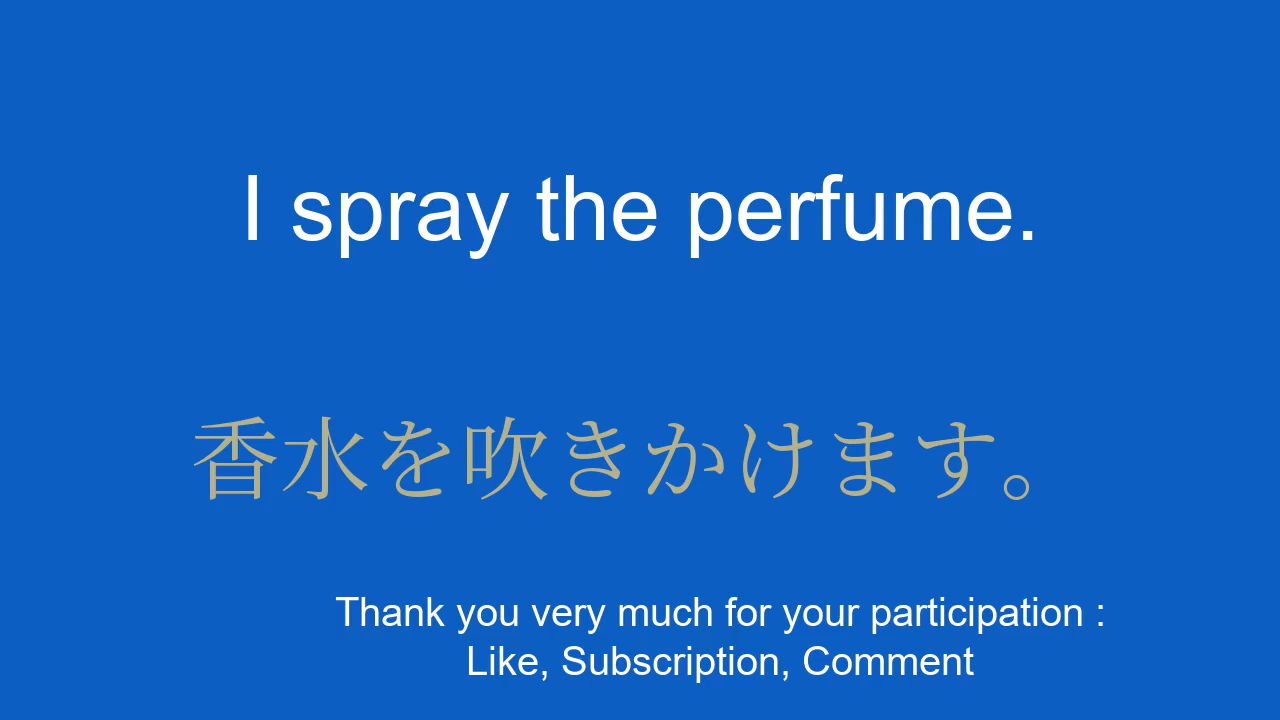 I spray the perfume.
香水を吹きかけます。
Thank you very much for your participation :
Like, Subscription, Comment